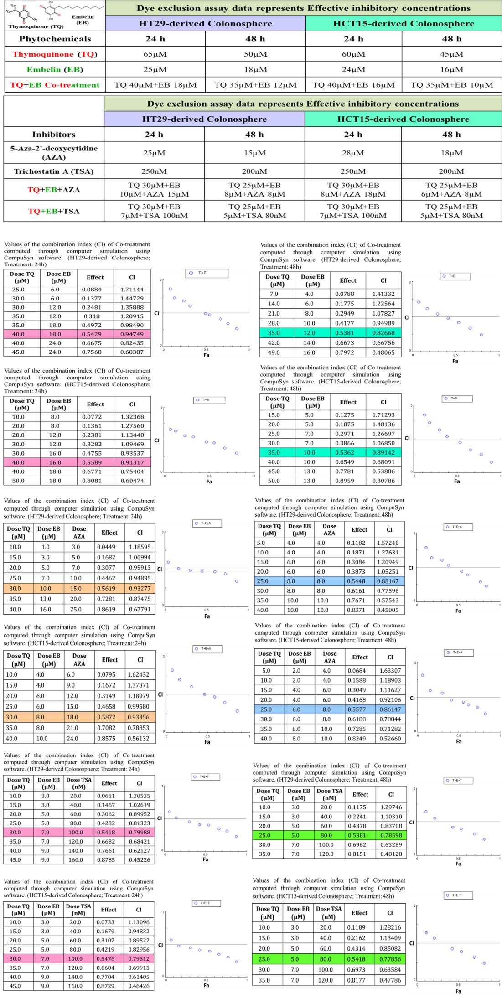 H₃C
CH₃
O
O
CH₃
Thymoquinone (TQ)
OH
O
O
OH
Embelin
(EB)
Dye exclusion assay data represents Effective inhibitory concentrations
HT29-derived Colonosphere HCT15-derived Colonosphere
Phytochemicals 24 h 48 h 24 h 48 h
Thymoquinone (TQ) 65µM 50µM 60µM 45µM
Embelin (EB) 25µM 18µM 24µM 16µM
TQ+EB Co-treatment TQ 40µM+EB 18µM TQ 35µM+EB 12µM TQ 40µM+EB 16µM TQ 35µM+EB 10µM
Dye exclusion assay data represents Effective inhibitory concentrations
HT29-derived Colonosphere HCT15-derived Colonosphere
Inhibitors 24 h 48 h 24 h 48 h
5-Aza-2'-deoxycytidine
(AZA) 25µM 15µM 28µM 18µM
Trichostatin A (TSA) 250nM 200nM 250nM 200nM
TQ+EB+AZA
TQ 30µM+EB
10µM+AZA 15µM
TQ 25µM+EB
8µM+AZA 8µM
TQ 30µM+EB
8µM+AZA 18µM
TQ 25µM+EB
6µM+AZA 8µM
TQ+EB+TSA
TQ 30µM+EB
7µM+TSA 100nM
TQ 25µM+EB
5µM+TSA 80nM
TQ 30µM+EB
7µM+TSA 100nM
TQ 25µM+EB
5µM+TSA 80nM
Values of the combination index (CI) of Co-treatment
computed through computer simulation using
CompuSyn software. (HT29-derived Colonosphere;
Treatment: 24h)
Dose TQ (µM) Dose EB (µM) Effect CI
25.0 6.0 0.0884 1.71144
30.0 6.0 0.1377 1.44729
30.0 12.0 0.2481 1.35888
35.0 12.0 0.318 1.20915
35.0 18.0 0.4972 0.98490
40.0 18.0 0.5429 0.94749
40.0 24.0 0.6675 0.82435
45.0 24.0 0.7568 0.68387
T+E
2
CI
0
0 0.5 1
Fa
Values of the combination index (CI) of Co-treatment
computed through computer simulation using
CompuSyn software. (HT29-derived Colonosphere;
Treatment: 48h)
Dose TQ (µM) Dose EB (µM) Effect CI
7.0 4.0 0.0788 1.41332
14.0 6.0 0.1775 1.22564
21.0 8.0 0.2949 1.07827
28.0 10.0 0.4177 0.94989
35.0 12.0 0.5381 0.82668
42.0 14.0 0.6673 0.66756
49.0 16.0 0.7972 0.48065
T+E
2
CI
0
0 0.5 1
Fa
Values of the combination index (CI) of Co-treatment
computed through computer simulation using
CompuSyn software. (HCT15-derived Colonosphere;
Treatment: 24h)
Dose TQ (µM) Dose EB (µM) Effect CI
10.0 8.0 0.0772 1.32368
20.0 8.0 0.1361 1.27560
20.0 12.0 0.2381 1.13440
30.0 12.0 0.3282 1.09469
30.0 16.0 0.4755 0.93537
40.0 16.0 0.5589 0.91317
40.0 18.0 0.6771 0.75404
50.0 18.0 0.8081 0.60474
T+E
2
CI
0
0.5 1
Fa
Values of the combination index (CI) of Co-treatment
computed through computer simulation using
CompuSyn software. (HCT15-derived Colonosphere;
Treatment: 48h)
Dose TQ (µM) Dose EB (µM) Effect CI
15.0 5.0 0.1275 1.71293
20.0 5.0 0.1875 1.48136
25.0 7.0 0.2971 1.26697
30.0 7.0 0.3866 1.06850
35.0 10.0 0.5362 0.89142
40.0 10.0 0.6549 0.68091
45.0 13.0 0.7781 0.53886
50.0 13.0 0.8959 0.30786
T+E
2
CI
0
0 0.5 1
Fa
Values of the combination index (CI) of Co-treatment
computed through computer simulation using CompuSyn
software. (HT29-derived Colonosphere; Treatment: 24h)
Dose TQ (µM) Dose EB (µM) Dose AZA Effect CI
10.0 1.0 3.0 0.0449 1.18595
15.0 3.0 5.0 0.1682 1.00994
20.0 5.0 7.0 0.3077 0.95913
25.0 7.0 10.0 0.4462 0.94835
30.0 10.0 15.0 0.5619 0.93277
35.0 13.0 20.0 0.7281 0.87475
40.0 16.0 25.0 0.8619 0.67791
T+E+A
2
CI
0
0 0.5 1
Fa
Values of the combination index (CI) of Co-treatment
computed through computer simulation using CompuSyn
software. (HT29-derived Colonosphere; Treatment: 48h)
Dose TQ (µM) Dose EB (µM) Dose AZA Effect CI
5.0 4.0 4.0 0.1182 1.57240
10.0 4.0 4.0 0.1871 1.27631
15.0 6.0 6.0 0.3084 1.20949
20.0 6.0 6.0 0.3873 1.05251
25.0 8.0 8.0 0.5448 0.88167
30.0 8.0 8.0 0.6161 0.77596
35.0 10.0 10.0 0.7671 0.57543
40.0 10.0 10.0 0.8371 0.45005
T+E+A
2
CI
0
0 0.5 1
Fa
Values of the combination index (CI) of Co-treatment
computed through computer simulation using CompuSyn
software. (HCT15-derived Colonosphere; Treatment: 24h)
Dose TQ (µM) Dose EB (µM) Dose AZA Effect CI
10.0 4.0 6.0 0.0795 1.62432
15.0 4.0 9.0 0.1672 1.37871
20.0 6.0 12.0 0.3149 1.18979
25.0 6.0 15.0 0.4658 0.99580
30.0 8.0 18.0 0.5872 0.93356
35.0 8.0 21.0 0.7082 0.78853
40.0 10.0 24.0 0.8575 0.56132
T+E+A
2
CI
0
0 0.5 1
Fa
Values of the combination index (CI) of Co-treatment
computed through computer simulation using CompuSyn
software. (HCT15-derived Colonosphere; Treatment: 48h)
Dose TQ (µM) Dose EB (µM) Dose AZA Effect CI
5.0 2.0 4.0 0.0684 1.63307
10.0 2.0 4.0 0.1588 1.18903
15.0 4.0 6.0 0.3049 1.11627
20.0 4.0 6.0 0.4168 0.92106
25.0 6.0 8.0 0.5577 0.86147
30.0 6.0 8.0 0.6188 0.78844
35.0 8.0 10.0 0.7285 0.71282
40.0 8.0 10.0 0.8249 0.52660
T+E+A
2
CI
0
0 0.5 1
Fa
Values of the combination index (CI) of Co-treatment
computed through computer simulation using CompuSyn
software. (HT29-derived Colonosphere; Treatment: 24h)
Dose TQ (µM) Dose EB (µM) Dose TSA (nM) Effect CI
10.0 3.0 20.0 0.0651 1.20535
15.0 3.0 40.0 0.1467 1.02619
20.0 5.0 60.0 0.3062 0.89952
25.0 5.0 80.0 0.4282 0.81323
30.0 7.0 100.0 0.5418 0.79988
35.0 7.0 120.0 0.6682 0.68421
40.0 9.0 140.0 0.7661 0.62127
45.0 9.0 160.0 0.8785 0.45226
T+E+T
2
CI
0
0 0.5 1
Fa
Values of the combination index (CI) of Co-treatment
computed through computer simulation using CompuSyn
software. (HT29-derived Colonosphere; Treatment: 48h)
Dose TQ (µM) Dose EB (µM) Dose TSA (nM) Effect CI
10.0 3.0 20.0 0.1175 1.29746
15.0 3.0 40.0 0.2241 1.10310
20.0 5.0 60.0 0.4378 0.83708
25.0 5.0 80.0 0.5381 0.78598
30.0 7.0 100.0 0.6982 0.63289
35.0 7.0 120.0 0.8151 0.48128
T+E+T
2
CI
0
0 0.5 1
Fa
Values of the combination index (CI) of Co-treatment
computed through computer simulation using CompuSyn
software. (HCT15-derived Colonosphere; Treatment: 24h)
Dose TQ (µM) Dose EB (µM) Dose TSA (nM) Effect CI
10.0 3.0 20.0 0.0733 1.13096
15.0 3.0 40.0 0.1679 0.94832
20.0 5.0 60.0 0.3107 0.89522
25.0 5.0 80.0 0.4219 0.82956
30.0 7.0 100.0 0.5476 0.79312
35.0 7.0 120.0 0.6604 0.69915
40.0 9.0 140.0 0.7704 0.61405
45.0 9.0 160.0 0.8729 0.46426
T+E+T
2
CI
0
0 0.5 1
Fa
Values of the combination index (CI) of Co-treatment
computed through computer simulation using CompuSyn
software. (HCT15-derived Colonosphere; Treatment: 48h)
Dose TQ (µM) Dose EB (µM) Dose TSA (nM) Effect CI
10.0 3.0 20.0 0.1189 1.28216
15.0 3.0 40.0 0.2162 1.13409
20.0 5.0 60.0 0.4314 0.85082
25.0 5.0 80.0 0.5418 0.77856
30.0 7.0 100.0 0.6973 0.63584
35.0 7.0 120.0 0.8177 0.47786
T+E+T
2
CI
0
0 0.5 1
Fa